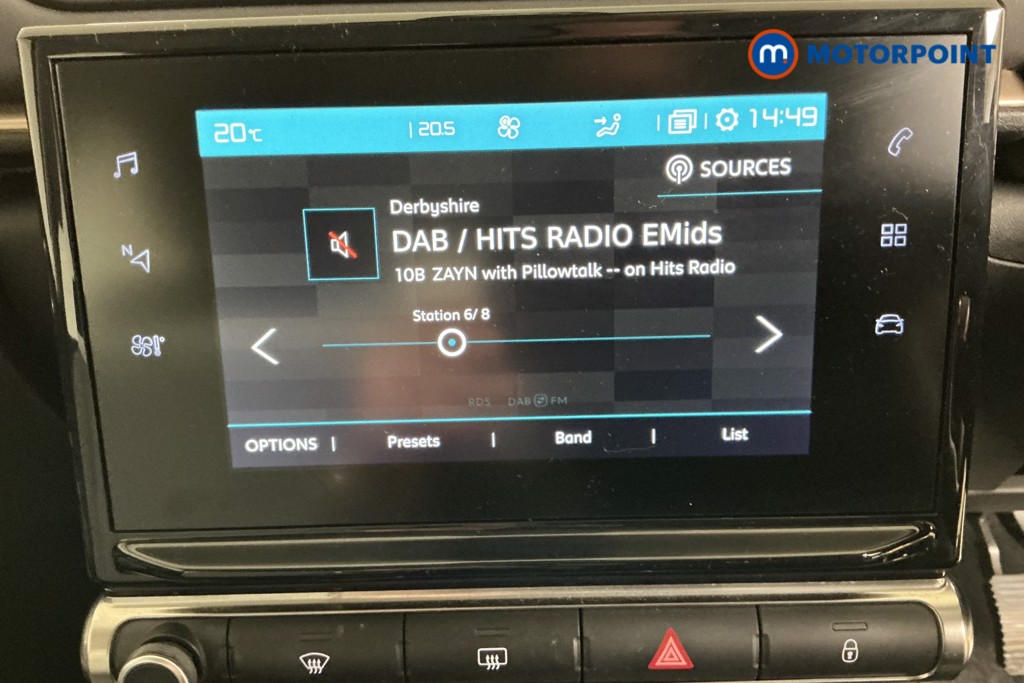 m. MOTORPOINT
20°C | 20.5 | | 14:49
SOURCES
Derbyshire
DAB / HITS RADIO EMids
10B ZAYN with Pillowtalk -- on Hits Radio
Station 6/ 8
N
RDS DAB FM
OPTIONS | Presets | Band | List